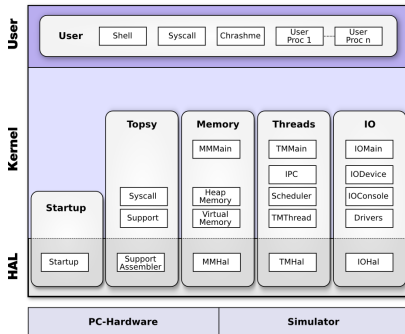 User
User
Shell
Syscall
Chrashme
User
Proc 1
User
Proc n
Kernel
Topsy
Memory
Threads
IO
MMMain
TMMain
IOMain
IPC
IODevice
Startup
Syscall
Heap
Memory
Scheduler
IOConsole
Support
Virtual
Memory
TMThread
Drivers
HAL
Startup
Support
Assembler
MMHal
TMHal
IOHal
PC-Hardware
Simulator